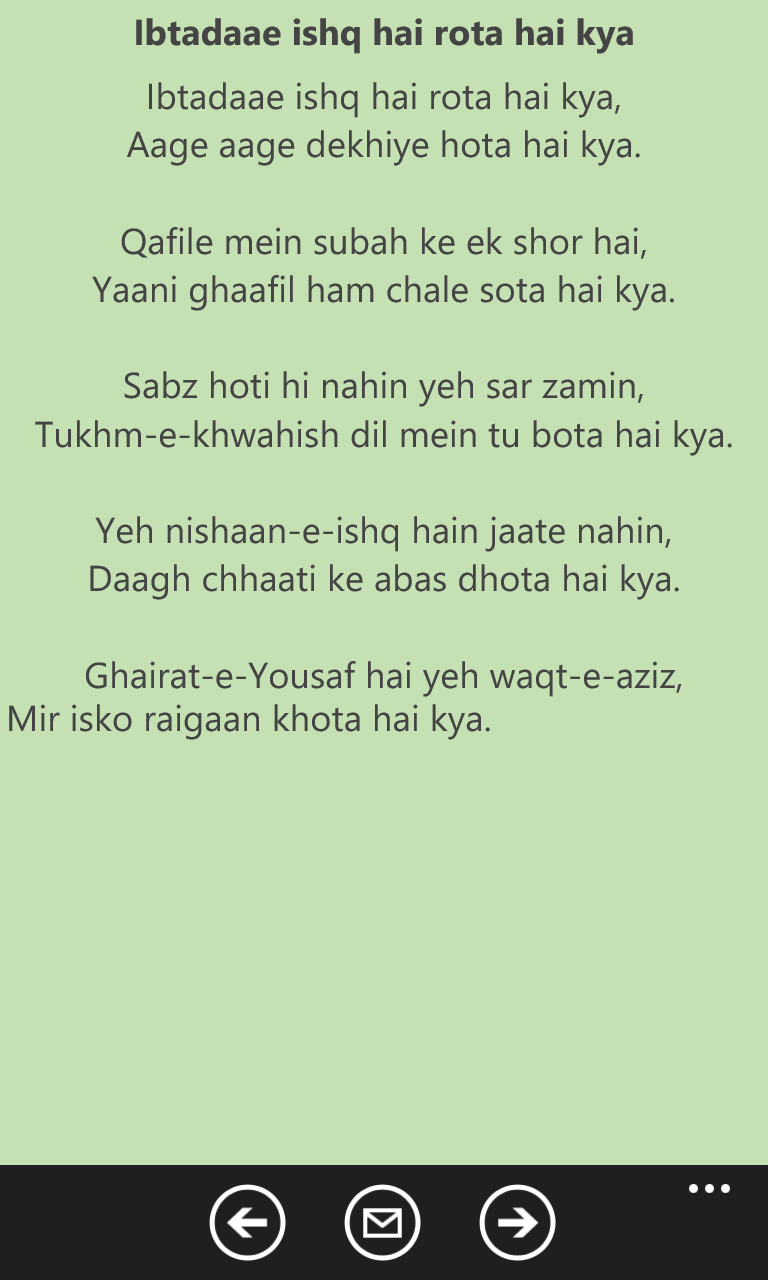 Ibtadaae ishq hai rota hai kya
Ibtadaae ishq hai rota hai kya,
Aage aage dekhiye hota hai kya.
Qafile mein subah ke ek shor hai,
Yaani ghaafil ham chale sota hai kya.
Sabz hoti hi nahin yeh sar zamin,
Tukhm-e-khwahish dil mein tu bota hai kya.
Yeh nishaan-e-ishq hain jaate nahin,
Daagh chhaati ke abas dhota hai kya.
Ghairat-e-Yousaf hai yeh waqt-e-aziz,
Mir isko raigaan khota hai kya.